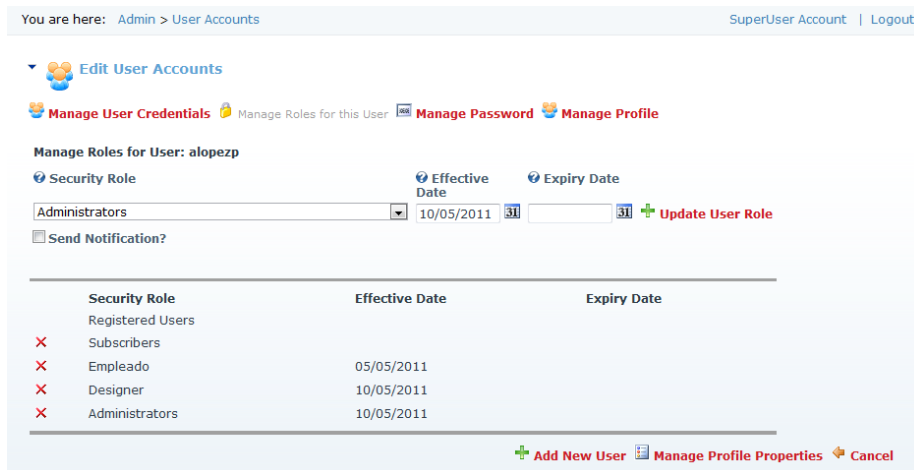 You are here: Admin > User Accounts SuperUser Account | Logout
Edit User Accounts
Manage User Credentials Manage Roles for this User Manage Password Manage Profile
Manage Roles for User: alopezp
Security Role Effective Date Expiry Date
Administrators 10/05/2011 31 31 Update User Role
Send Notification?
Security Role Effective Date Expiry Date
Registered Users
Subscribers
Empleado 05/05/2011
Designer 10/05/2011
Administrators 10/05/2011
Add New User Manage Profile Properties Cancel